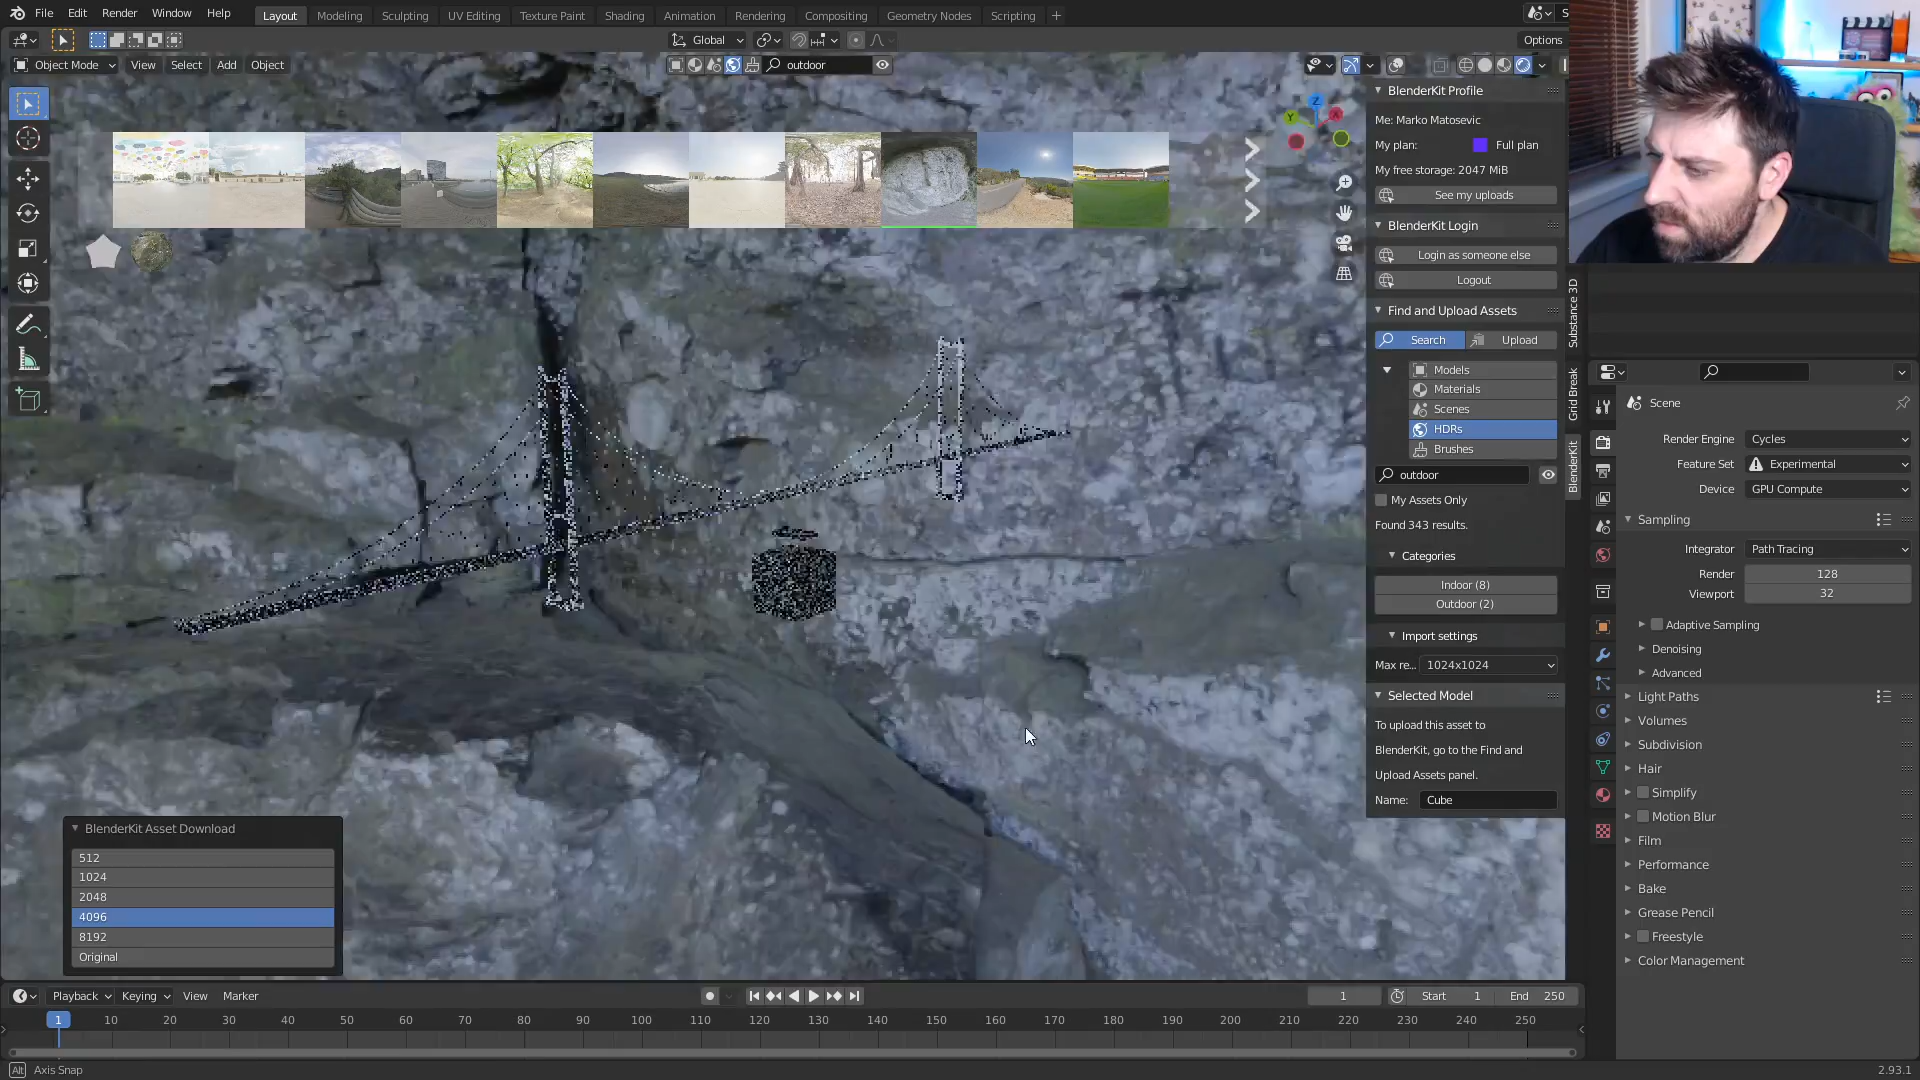 File Edit Render Window Help
Layout Modeling Sculpting UV Editing Texture Paint Shading Animation Rendering Compositing Geometry Nodes Scripting
Global
Options
Object Mode View Select Add Object
outdoor
BlenderKit Profile
Me: Marko Matosevic
My plan: Full plan
My free storage: 2047 MiB
See my uploads
BlenderKit Login
Login as someone else
Logout
Find and Upload Assets
Search Upload
Models
Materials
Scenes
HDRs
Brushes
outdoor
My Assets Only
Found 343 results.
Categories
Indoor (8)
Outdoor (2)
Import settings
Max re... 1024x1024
Selected Model
To upload this asset to
BlenderKit, go to the Find and
Upload Assets panel.
Name: Cube
Substance 3D
Grid Break
BlenderKit
Scene
Render Engine Cycles
Feature Set Experimental
Device GPU Compute
Sampling
Integrator Path Tracing
Render 128
Viewport 32
Adaptive Sampling
Denoising
Advanced
Light Paths
Volumes
Subdivision
Hair
Simplify
Motion Blur
Film
Performance
Bake
Grease Pencil
Freestyle
Color Management
BlenderKit Asset Download
512
1024
2048
4096
8192
Original
Playback Keying View Marker
1 Start 1 End 250
1 10 20 30 40 50 60 70 80 90 100 110 120 130 140 150 160 170 180 190 200 210 220 230 240 250
Alt Axis Snap
2.93.1